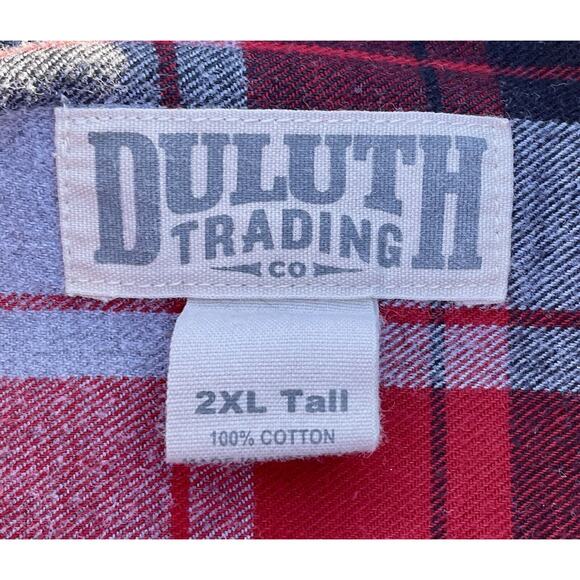 DULUTH
TRADING
CO
2XL Tall
100% COTTON